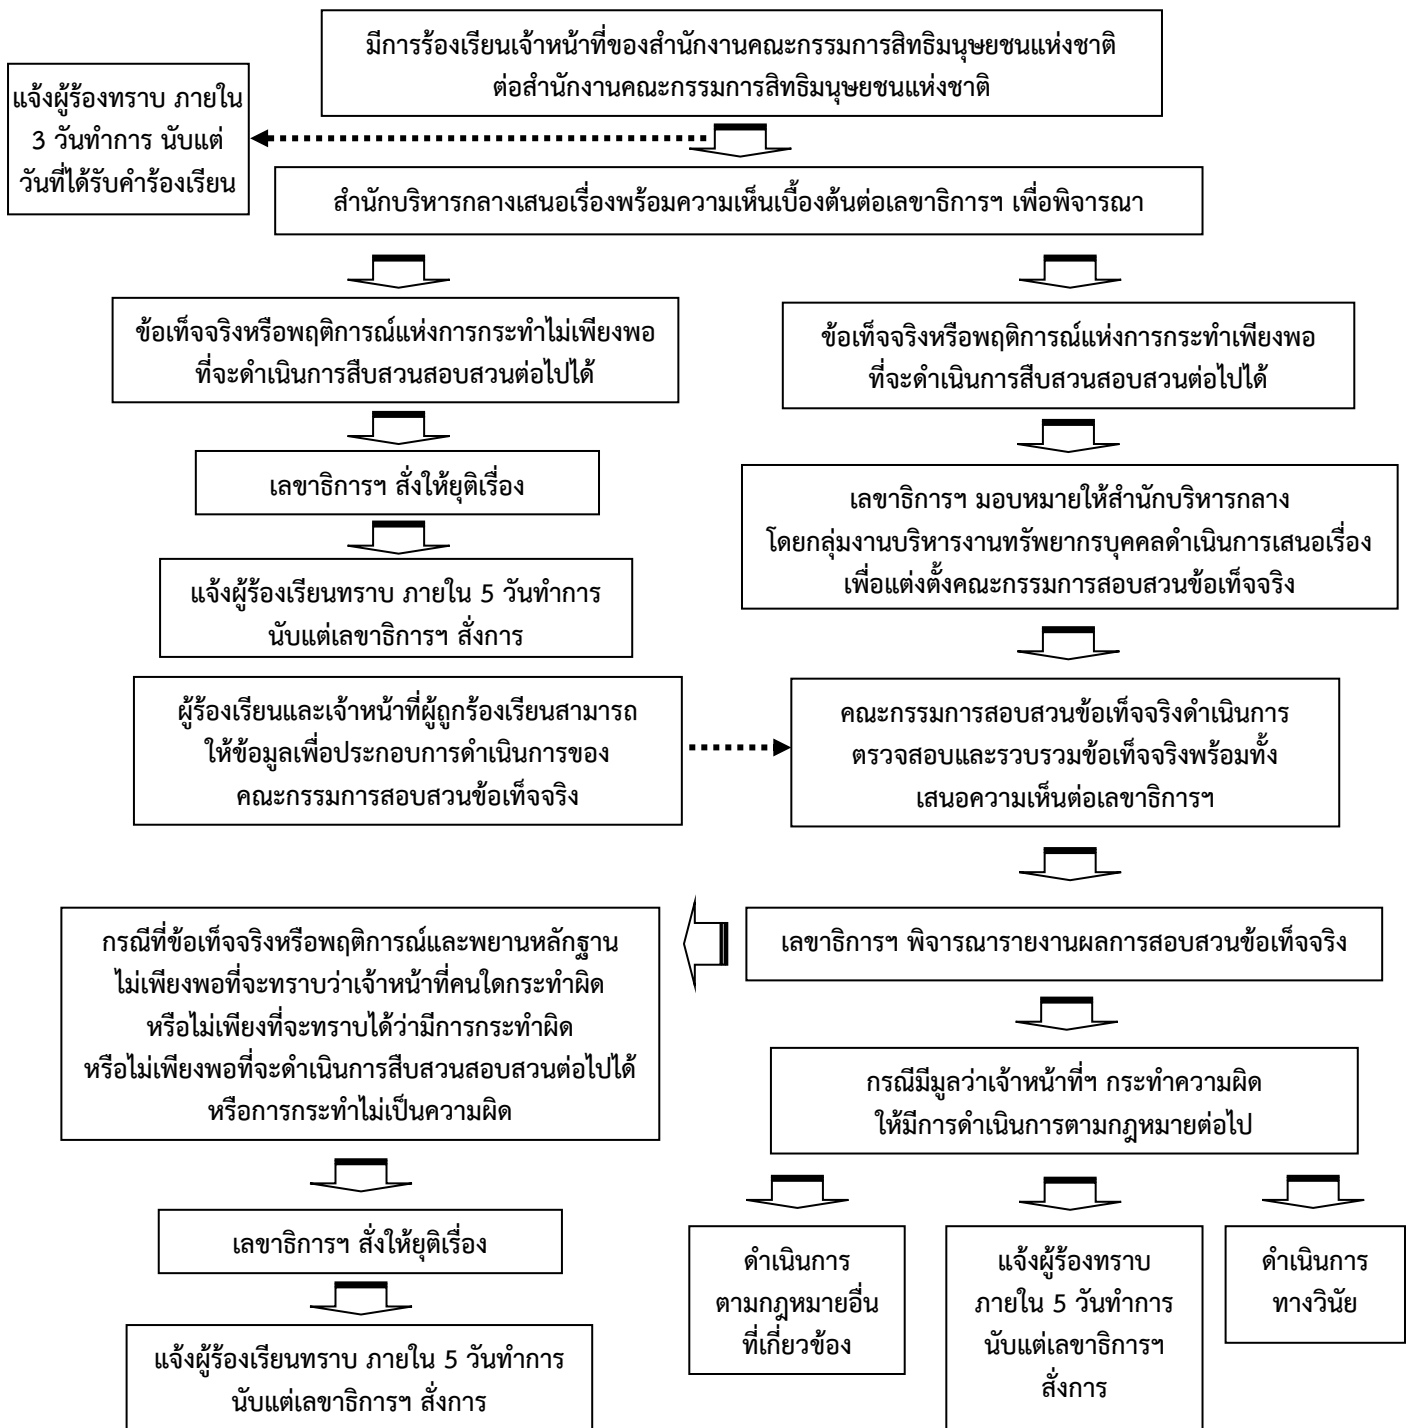 มีการร้องเรียนเจ้าหน้าที่ของสำนักงานคณะกรรมการสิทธิมนุษยชนแห่งชาติ
ต่อสำนักงานคณะกรรมการสิทธิมนุษยชนแห่งชาติ
แจ้งผู้ร้องทราบ ภายใน
3 วันทำการ นับแต่
วันที่ได้รับคำร้องเรียน
สำนักบริหารกลางเสนอเรื่องพร้อมความเห็นเบื้องต้นต่อเลขาธิการฯ เพื่อพิจารณา
ข้อเท็จจริงหรือพฤติการณ์แห่งการกระทำไม่เพียงพอ
ที่จะดำเนินการสืบสวนสอบสวนต่อไปได้
เลขาธิการฯ สั่งให้ยุติเรื่อง
แจ้งผู้ร้องเรียนทราบ ภายใน 5 วันทำการ
นับแต่เลขาธิการฯ สั่งการ
ข้อเท็จจริงหรือพฤติการณ์แห่งการกระทำเพียงพอ
ที่จะดำเนินการสืบสวนสอบสวนต่อไปได้
เลขาธิการฯ มอบหมายให้สำนักบริหารกลาง
โดยกลุ่มงานบริหารงานทรัพยากรบุคคลดำเนินการเสนอเรื่อง
เพื่อแต่งตั้งคณะกรรมการสอบสวนข้อเท็จจริง
ผู้ร้องเรียนและเจ้าหน้าที่ผู้ถูกร้องเรียนสามารถ
ให้ข้อมูลเพื่อประกอบการดำเนินการของ
คณะกรรมการสอบสวนข้อเท็จจริง
คณะกรรมการสอบสวนข้อเท็จจริงดำเนินการ
ตรวจสอบและรวบรวมข้อเท็จจริงพร้อมทั้ง
เสนอความเห็นต่อเลขาธิการฯ
เลขาธิการฯ พิจารณารายงานผลการสอบสวนข้อเท็จจริง
กรณีที่ข้อเท็จจริงหรือพฤติการณ์และพยานหลักฐาน
ไม่เพียงพอที่จะทราบว่าเจ้าหน้าที่คนใดกระทำผิด
หรือไม่เพียงที่จะทราบได้ว่ามีการกระทำผิด
หรือไม่เพียงพอที่จะดำเนินการสืบสวนสอบสวนต่อไปได้
หรือการกระทำไม่เป็นความผิด
เลขาธิการฯ สั่งให้ยุติเรื่อง
แจ้งผู้ร้องเรียนทราบ ภายใน 5 วันทำการ
นับแต่เลขาธิการฯ สั่งการ
กรณีมีมูลว่าเจ้าหน้าที่ฯ กระทำความผิด
ให้มีการดำเนินการตามกฎหมายต่อไป
ดำเนินการ
ตามกฎหมายอื่น
ที่เกี่ยวข้อง
แจ้งผู้ร้องทราบ
ภายใน 5 วันทำการ
นับแต่เลขาธิการฯ
สั่งการ
ดำเนินการ
ทางวินัย